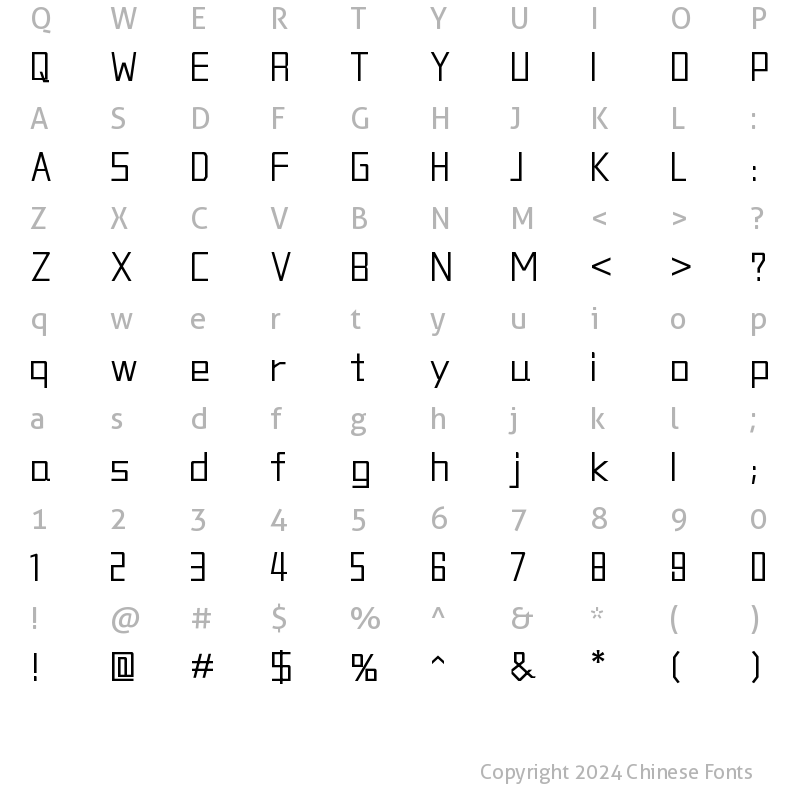 Q W E R T Y U I O P
Q W E R T Y U I O P
A S D F G H J K L :
A S D F G H J K L :
Z X C V B N M < > ?
Z X C V B N M < > ?
q w e r t y u i o p
q w e r t y u i o p
a s d f g h j k l ;
a s d f g h j k l ;
1 2 3 4 5 6 7 8 9 0
1 2 3 4 5 6 7 8 9 0
! @ # $ % ^ & * ( )
! @ # $ % ^ & * ( )
Copyright 2024 Chinese Fonts